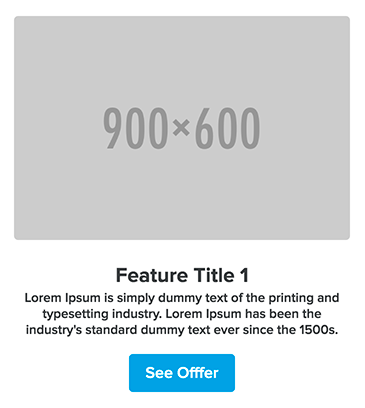 900×600
Feature Title 1
Lorem Ipsum is simply dummy text of the printing and
typesetting industry. Lorem Ipsum has been the
industry's standard dummy text ever since the 1500s.
See Offfer